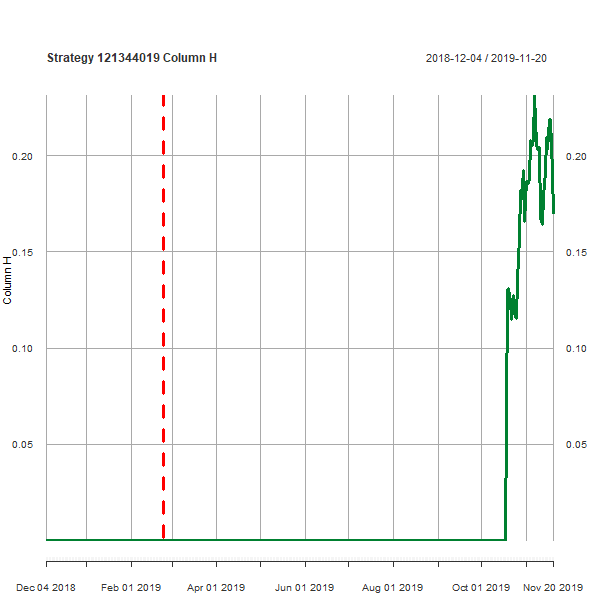 Strategy 121344019 Column H
2018-12-04 / 2019-11-20
0.20
0.20
0.15
0.15
Column H
0.10
0.10
0.05
0.05
Dec 04 2018
Feb 01 2019
Apr 01 2019
Jun 01 2019
Aug 01 2019
Oct 01 2019
Nov 20 2019